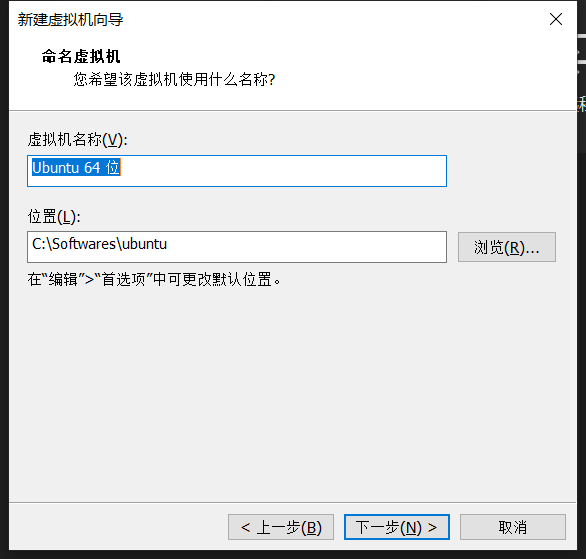 新建虚拟机向导
命名虚拟机
您希望该虚拟机使用什么名称?
虚拟机名称(V):
Ubuntu 64 位
位置(L):
C:\Softwares\ubuntu
浏览(R)...
在“编辑”>“首选项”中可更改默认位置。
< 上一步(B)
下一步(N) >
取消